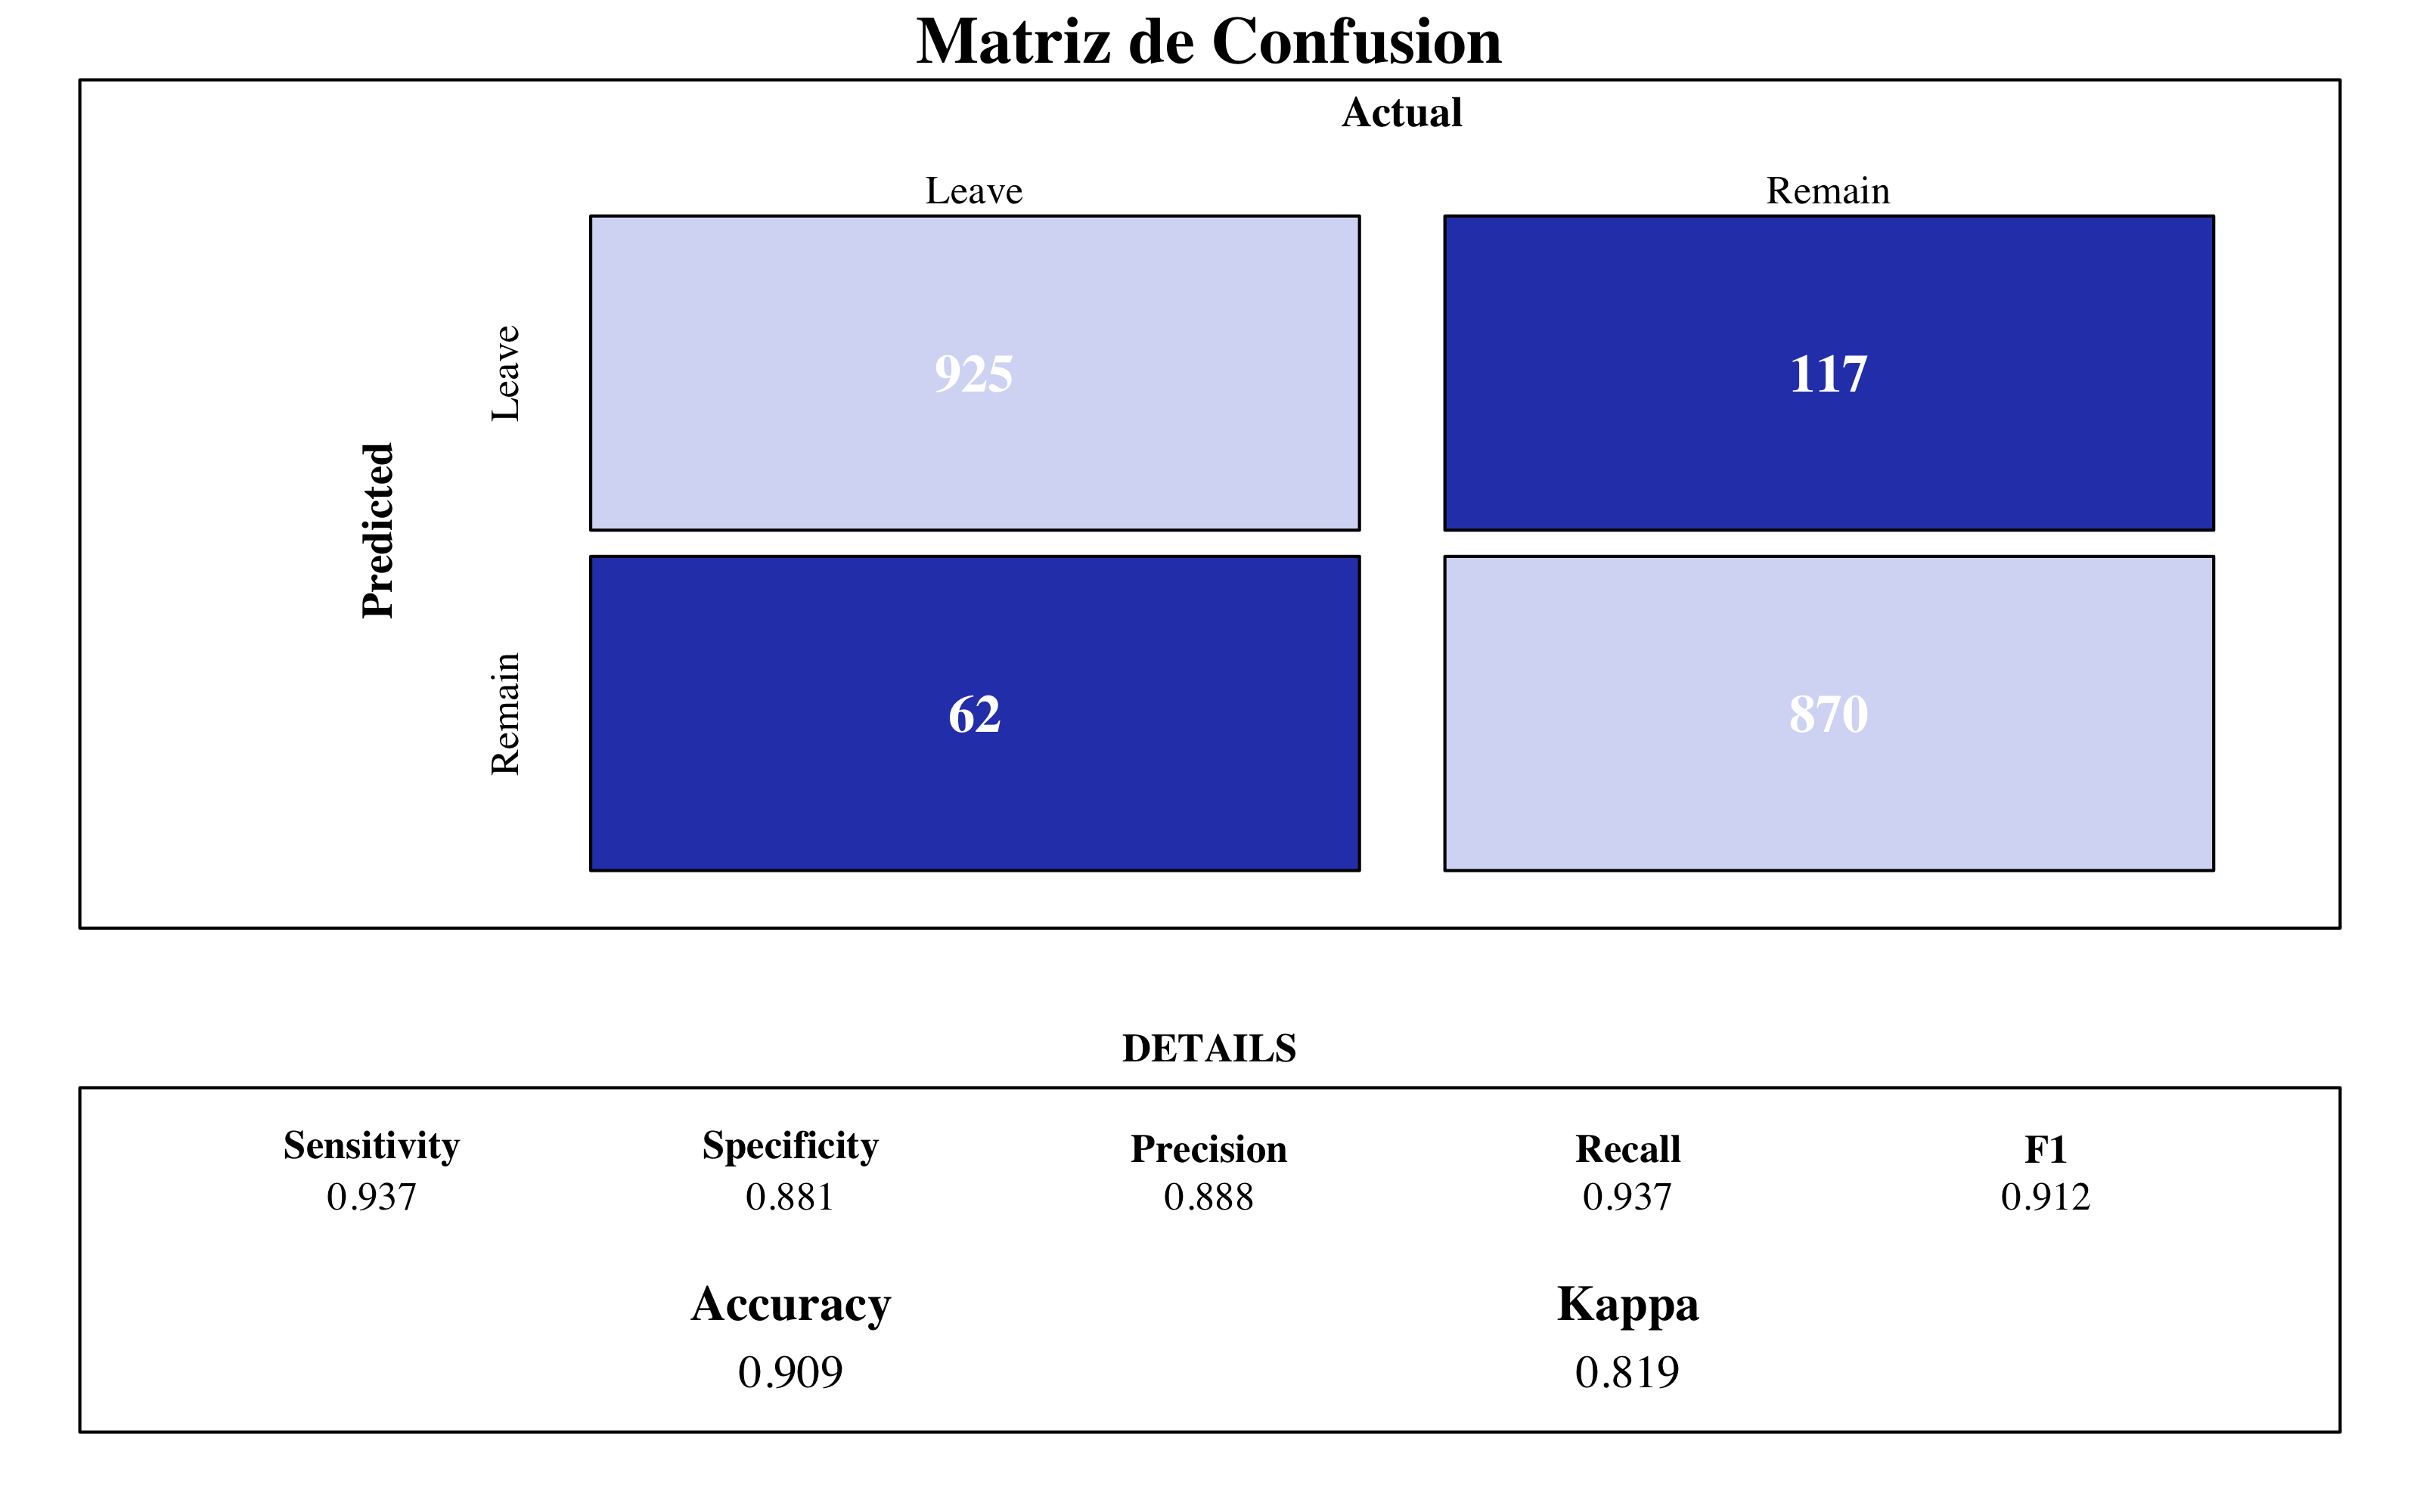 Matriz de Confusion
Actual
Leave Remain
Predicted
Leave
925 117
Remain
62 870
DETAILS
Sensitivity Specificity Precision Recall F1
0.937 0.881 0.888 0.937 0.912
Accuracy Kappa
0.909 0.819